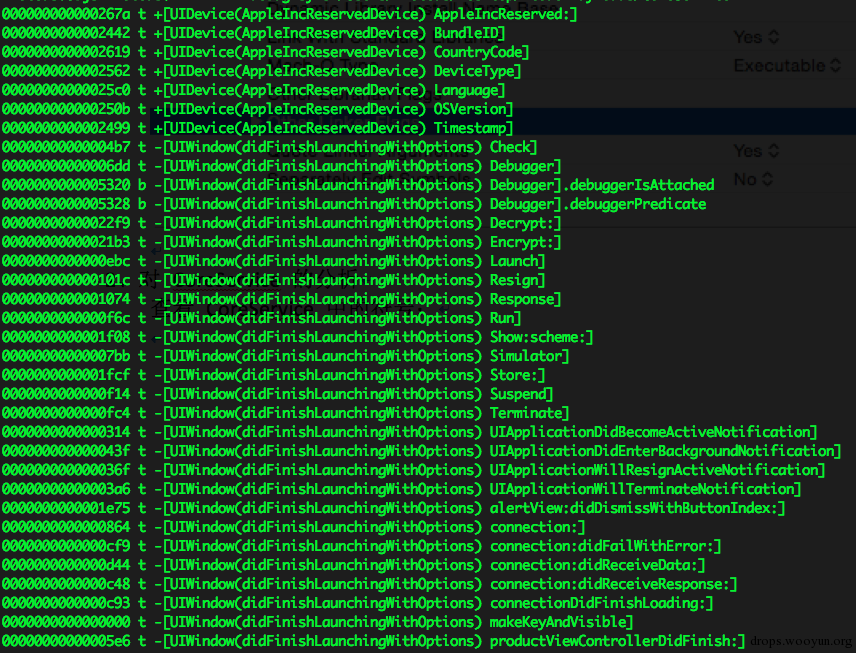 000000000000267a t +[UIDevice(AppleIncReservedDevice) AppleIncReserved:]
0000000000002442 t +[UIDevice(AppleIncReservedDevice) BundleID]
Yes
0000000000002619 t +[UIDevice(AppleIncReservedDevice) CountryCode]
0000000000002562 t +[UIDevice(AppleIncReservedDevice) DeviceType]
Executable
00000000000025c0 t +[UIDevice(AppleIncReservedDevice) Language]
000000000000250b t +[UIDevice(AppleIncReservedDevice) OSVersion]
0000000000002499 t +[UIDevice(AppleIncReservedDevice) Timestamp]
00000000000004b7 t -[UIWindow(didFinishLaunchingWithOptions) Check]
Yes
00000000000006dd t -[UIWindow(didFinishLaunchingWithOptions) Debugger]
0000000000005320 b -[UIWindow(didFinishLaunchingWithOptions) Debugger].debuggerIsAttached
No
0000000000005328 b -[UIWindow(didFinishLaunchingWithOptions) Debugger].debuggerPredicate
00000000000022f9 t -[UIWindow(didFinishLaunchingWithOptions) Decrypt:]
00000000000021b3 t -[UIWindow(didFinishLaunchingWithOptions) Encrypt:]
0000000000000ebc t -[UIWindow(didFinishLaunchingWithOptions) Launch]
000000000000101c t -[UIWindow(didFinishLaunchingWithOptions) Resign]
0000000000001074 t -[UIWindow(didFinishLaunchingWithOptions) Response]
0000000000000f6c t -[UIWindow(didFinishLaunchingWithOptions) Run]
0000000000001f08 t -[UIWindow(didFinishLaunchingWithOptions) Show:scheme:]
00000000000007bb t -[UIWindow(didFinishLaunchingWithOptions) Simulator]
0000000000001fcf t -[UIWindow(didFinishLaunchingWithOptions) Store:]
0000000000000f14 t -[UIWindow(didFinishLaunchingWithOptions) Suspend]
0000000000000fc4 t -[UIWindow(didFinishLaunchingWithOptions) Terminate]
0000000000000314 t -[UIWindow(didFinishLaunchingWithOptions) UIApplicationDidBecomeActiveNotification]
000000000000043f t -[UIWindow(didFinishLaunchingWithOptions) UIApplicationDidEnterBackgroundNotification]
000000000000036f t -[UIWindow(didFinishLaunchingWithOptions) UIApplicationWillResignActiveNotification]
00000000000003a6 t -[UIWindow(didFinishLaunchingWithOptions) UIApplicationWillTerminateNotification]
0000000000001e75 t -[UIWindow(didFinishLaunchingWithOptions) alertView:didDismissWithButtonIndex:]
0000000000000864 t -[UIWindow(didFinishLaunchingWithOptions) connection:]
0000000000000cf9 t -[UIWindow(didFinishLaunchingWithOptions) connection:didFailWithError:]
0000000000000d44 t -[UIWindow(didFinishLaunchingWithOptions) connection:didReceiveData:]
0000000000000c48 t -[UIWindow(didFinishLaunchingWithOptions) connection:didReceiveResponse:]
0000000000000c93 t -[UIWindow(didFinishLaunchingWithOptions) connectionDidFinishLoading:]
0000000000000000 t -[UIWindow(didFinishLaunchingWithOptions) makeKeyAndVisible]
00000000000005e6 t -[UIWindow(didFinishLaunchingWithOptions) productViewControllerDidFinish:]
drops.wooyun.org